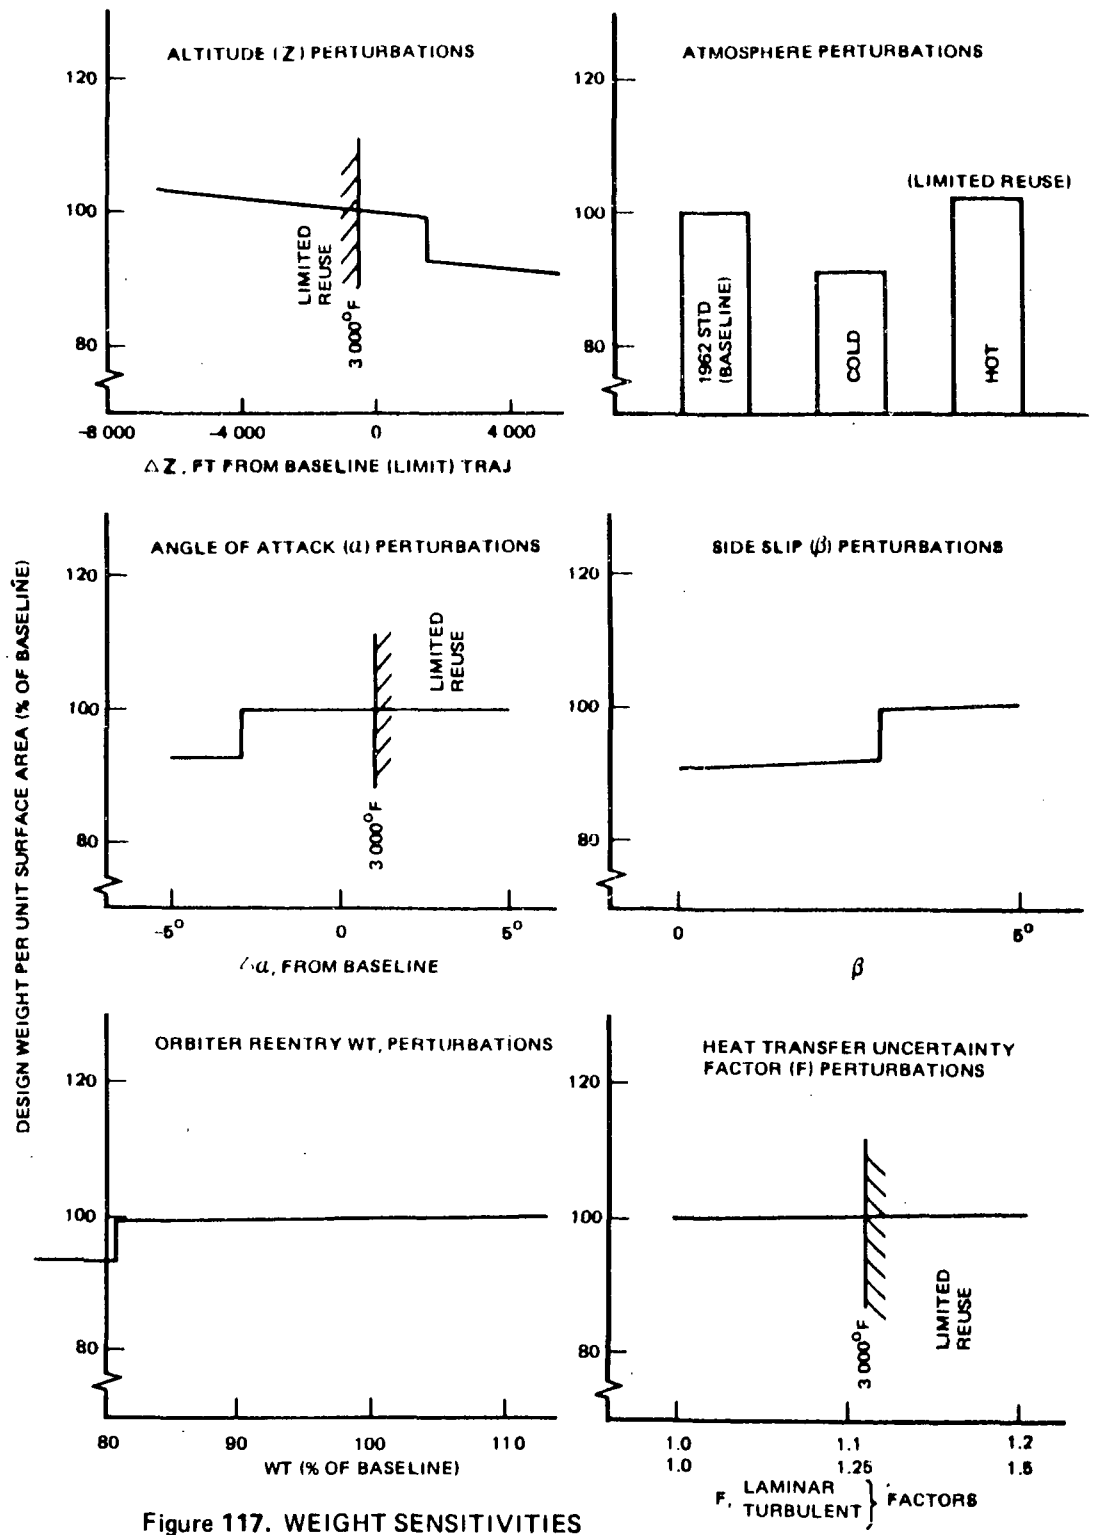 DESIGN WEIGHT PER UNIT SURFACE AREA (% OF BASELINE)
ALTITUDE (Z) PERTURBATIONS
120
100
80
LIMITED
REUSE
3 000°F
-8 000 -4 000 0 4 000
ΔZ, FT FROM BASELINE (LIMIT) TRAJ
ATMOSPHERE PERTURBATIONS
120
100
80
(LIMITED REUSE)
1962 STD
(BASELINE)
COLD
HOT
ANGLE OF ATTACK (α) PERTURBATIONS
120
100
80
LIMITED
REUSE
3 000°F
-5° 0 5°
Δα, FROM BASELINE
SIDE SLIP (β) PERTURBATIONS
120
100
80
0 5°
β
ORBITER REENTRY WT, PERTURBATIONS
120
100
80
80 90 100 110
WT (% OF BASELINE)
HEAT TRANSFER UNCERTAINTY
FACTOR (F) PERTURBATIONS
120
100
80
3 000°F
LIMITED
REUSE
1.0 1.1 1.2
1.0 1.25 1.5
F, LAMINAR
TURBULENT } FACTORS
Figure 117. WEIGHT SENSITIVITIES